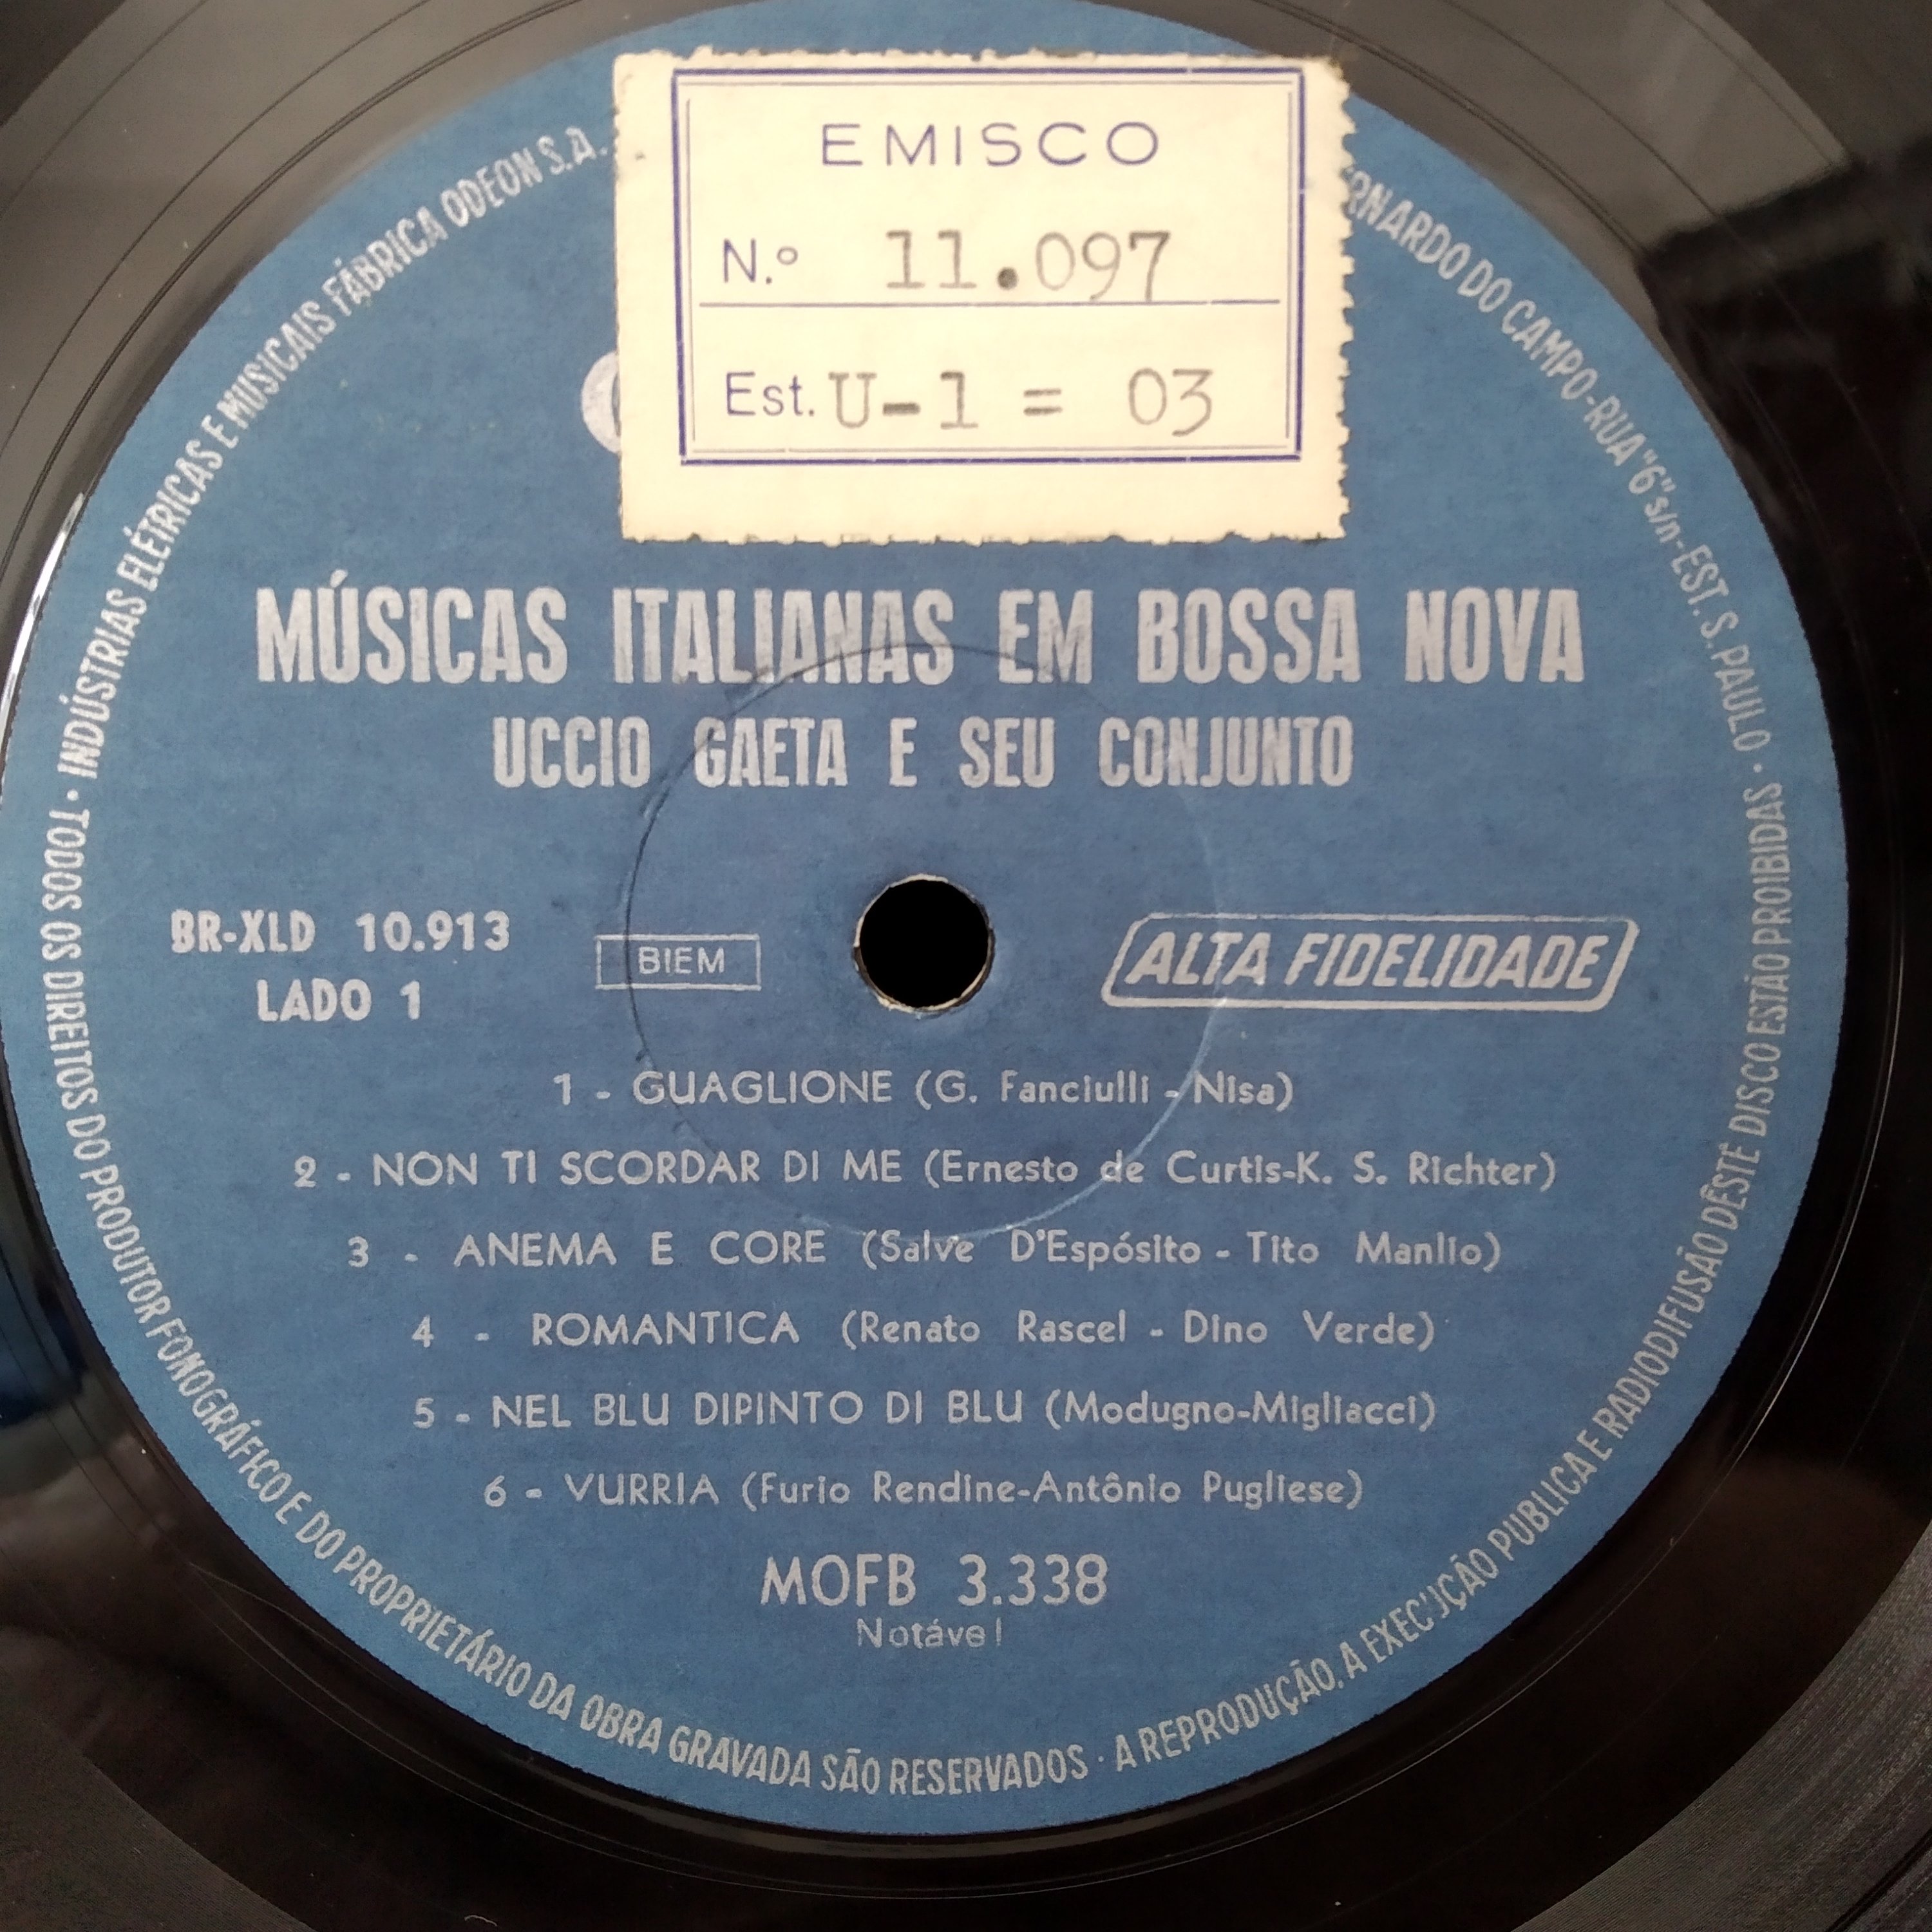 EMISCO
N.º 11.097
Est. U-1 = 03
MÚSICAS ITALIANAS EM BOSSA NOVA
UCCIO GAETA E SEU CONJUNTO
BR-XLD 10.913
LADO 1
BIEM
ALTA FIDELIDADE
1 - GUAGLIONE (G. Fanciulli - Nisa)
2 - NON TI SCORDAR DI ME (Ernesto de Curtis-K. S. Richter)
3 - ANEMA E CORE (Salve D'Espósito - Tito Manlio)
4 - ROMANTICA (Renato Rascel - Dino Verde)
5 - NEL BLU DIPINTO DI BLU (Modugno-Migliacci)
6 - VURRIA (Furio Rendine-Antônio Pugliese)
MOFB 3.338
Notável
· INDÚSTRIAS ELÉTRICAS E MUSICAIS FÁBRICA ODEON S.A.
RNARDO DO CAMPO-RUA "6" s/n-EST. S. PAULO ·
TODOS OS DIREITOS DO PRODUTOR FONOGRÁFICO E DO PROPRIETÁRIO DA OBRA GRAVADA SÃO RESERVADOS · A REPRODUÇÃO, A EXECUÇÃO PUBLICA E RADIODIFUSÃO DÊSTE DISCO ESTÃO PROIBIDAS ·